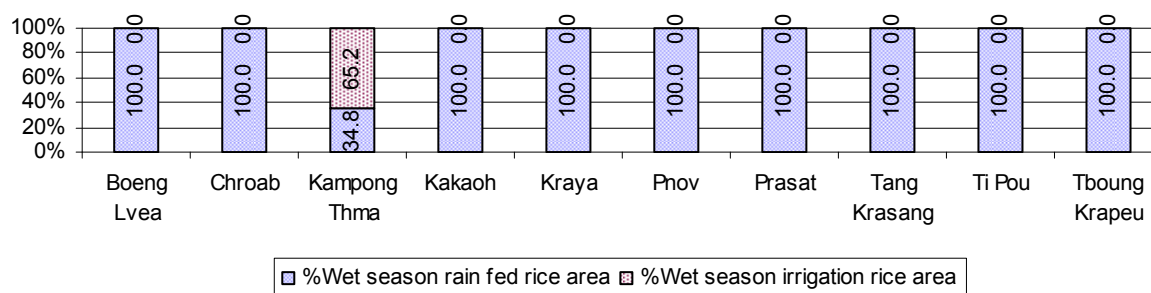 100%
80%
60%
40%
20%
0%
100.0 0.0
100.0 0.0
34.8 65.2
100.0 0.0
100.0 0.0
100.0 0.0
100.0 0.0
100.0 0.0
100.0 0.0
100.0 0.0
Boeng Lvea
Chroab
Kampong Thma
Kakaoh
Kraya
Pnov
Prasat
Tang Krasang
Ti Pou
Tboung Krapeu
%Wet season rain fed rice area
%Wet season irrigation rice area